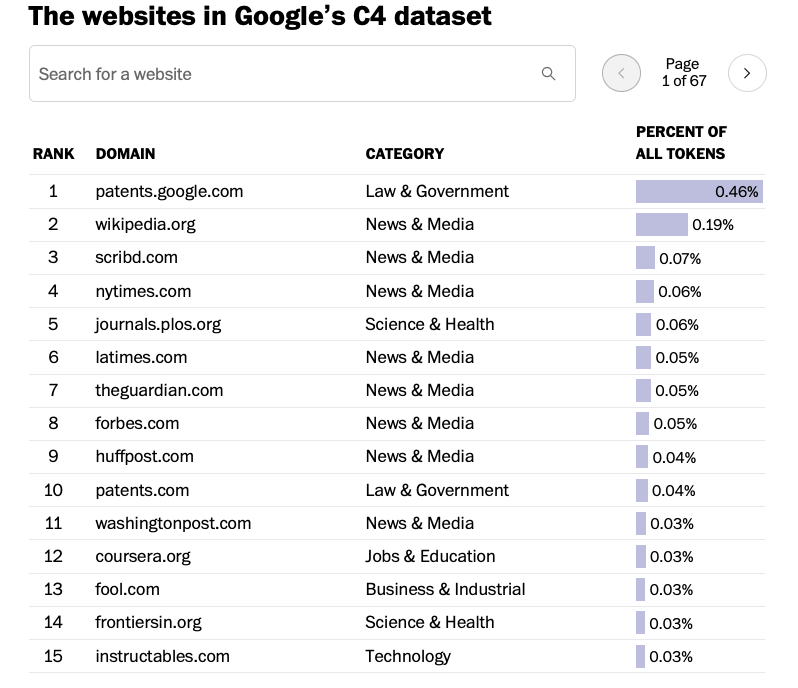 The websites in Google’s C4 dataset
Search for a website
Page
1 of 67
RANK DOMAIN CATEGORY PERCENT OF
ALL TOKENS
1 patents.google.com Law & Government 0.46%
2 wikipedia.org News & Media 0.19%
3 scribd.com News & Media 0.07%
4 nytimes.com News & Media 0.06%
5 journals.plos.org Science & Health 0.06%
6 latimes.com News & Media 0.05%
7 theguardian.com News & Media 0.05%
8 forbes.com News & Media 0.05%
9 huffpost.com News & Media 0.04%
10 patents.com Law & Government 0.04%
11 washingtonpost.com News & Media 0.03%
12 coursera.org Jobs & Education 0.03%
13 fool.com Business & Industrial 0.03%
14 frontiersin.org Science & Health 0.03%
15 instructables.com Technology 0.03%